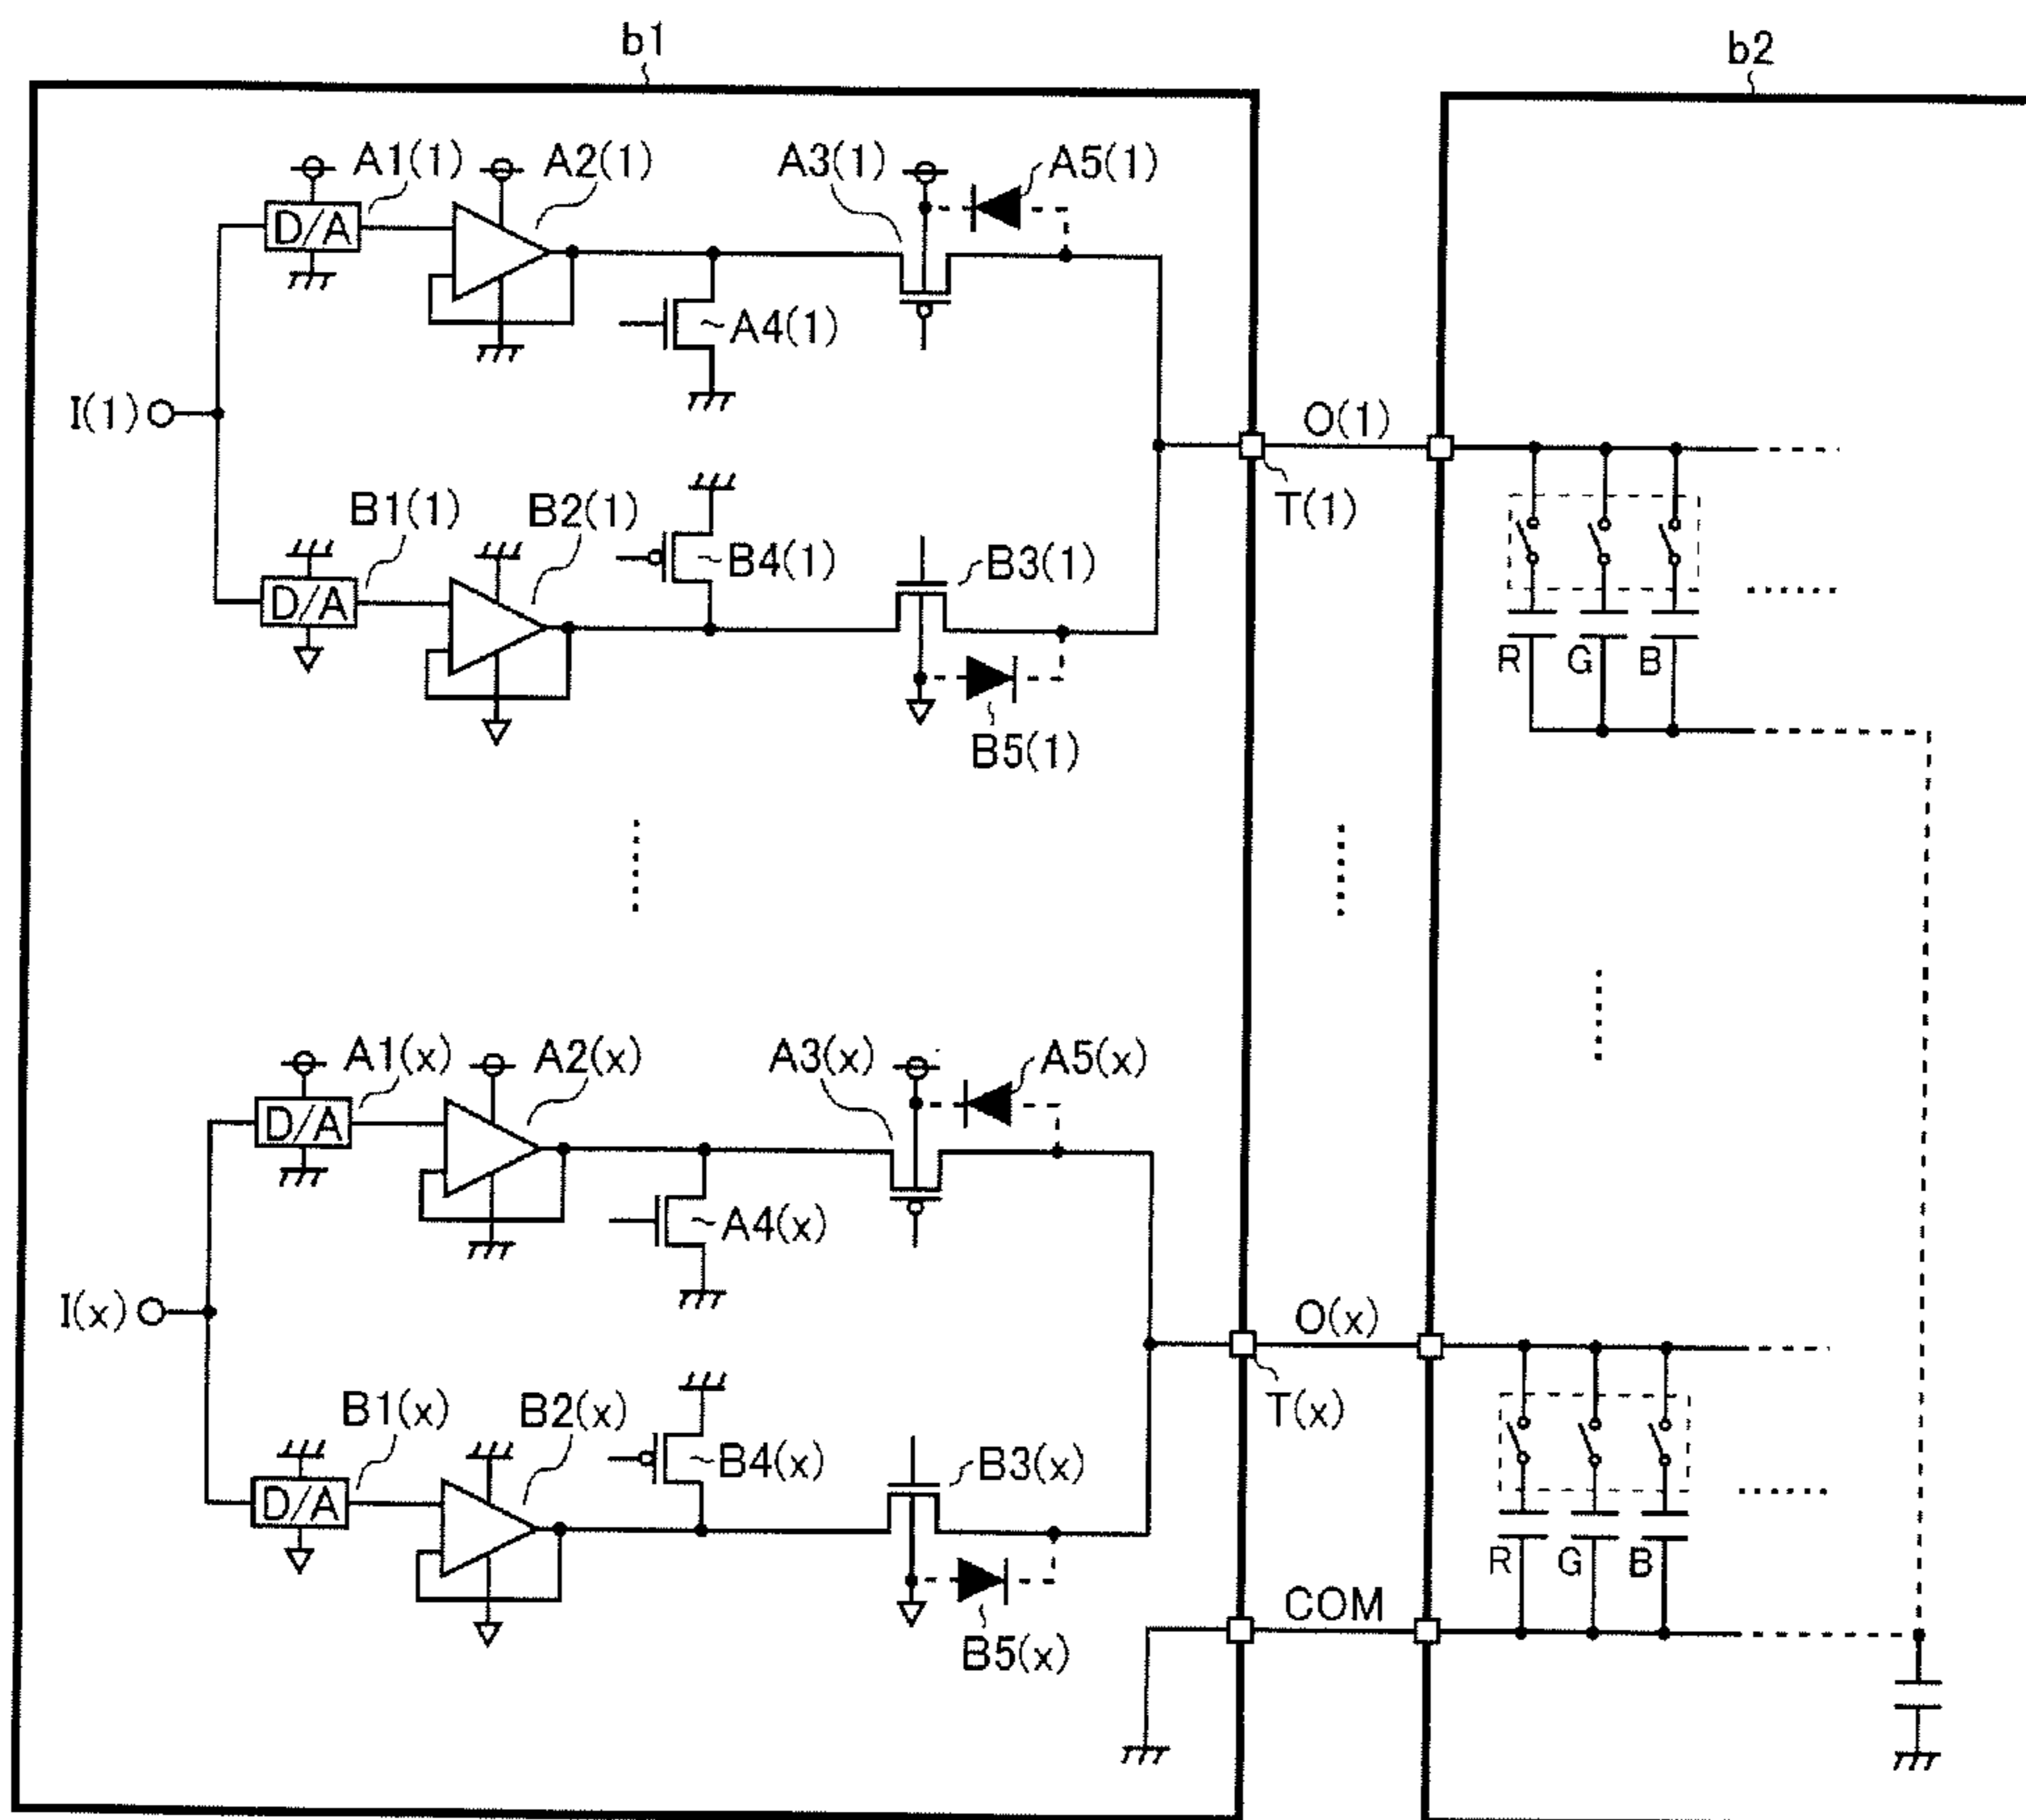 b1
b2
A1(1)
A2(1)
A3(1)
A5(1)
D/A
A4(1)
I(1)
O(1)
T(1)
B1(1)
B2(1)
B4(1)
B3(1)
D/A
R
G
B
B5(1)
A1(x)
A2(x)
A3(x)
A5(x)
D/A
A4(x)
I(x)
O(x)
T(x)
B1(x)
B2(x)
B4(x)
B3(x)
D/A
R
G
B
COM
B5(x)